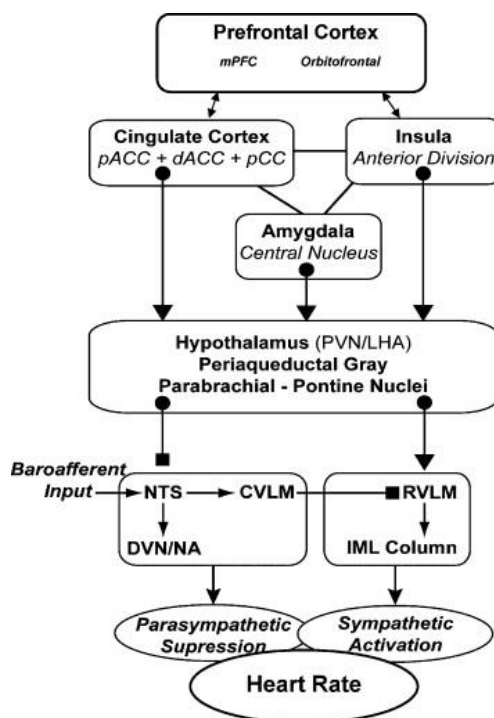 Prefrontal Cortex
mPFC Orbitofrontal
Cingulate Cortex
pACC + dACC + pCC
Insula
Anterior Division
Amygdala
Central Nucleus
Hypothalamus (PVN/LHA)
Periaqueductal Gray
Parabrachial - Pontine Nuclei
Baroafferent
Input
NTS CVLM
DVN/NA
RVLM
IML Column
Parasympathetic
Supression
Sympathetic
Activation
Heart Rate